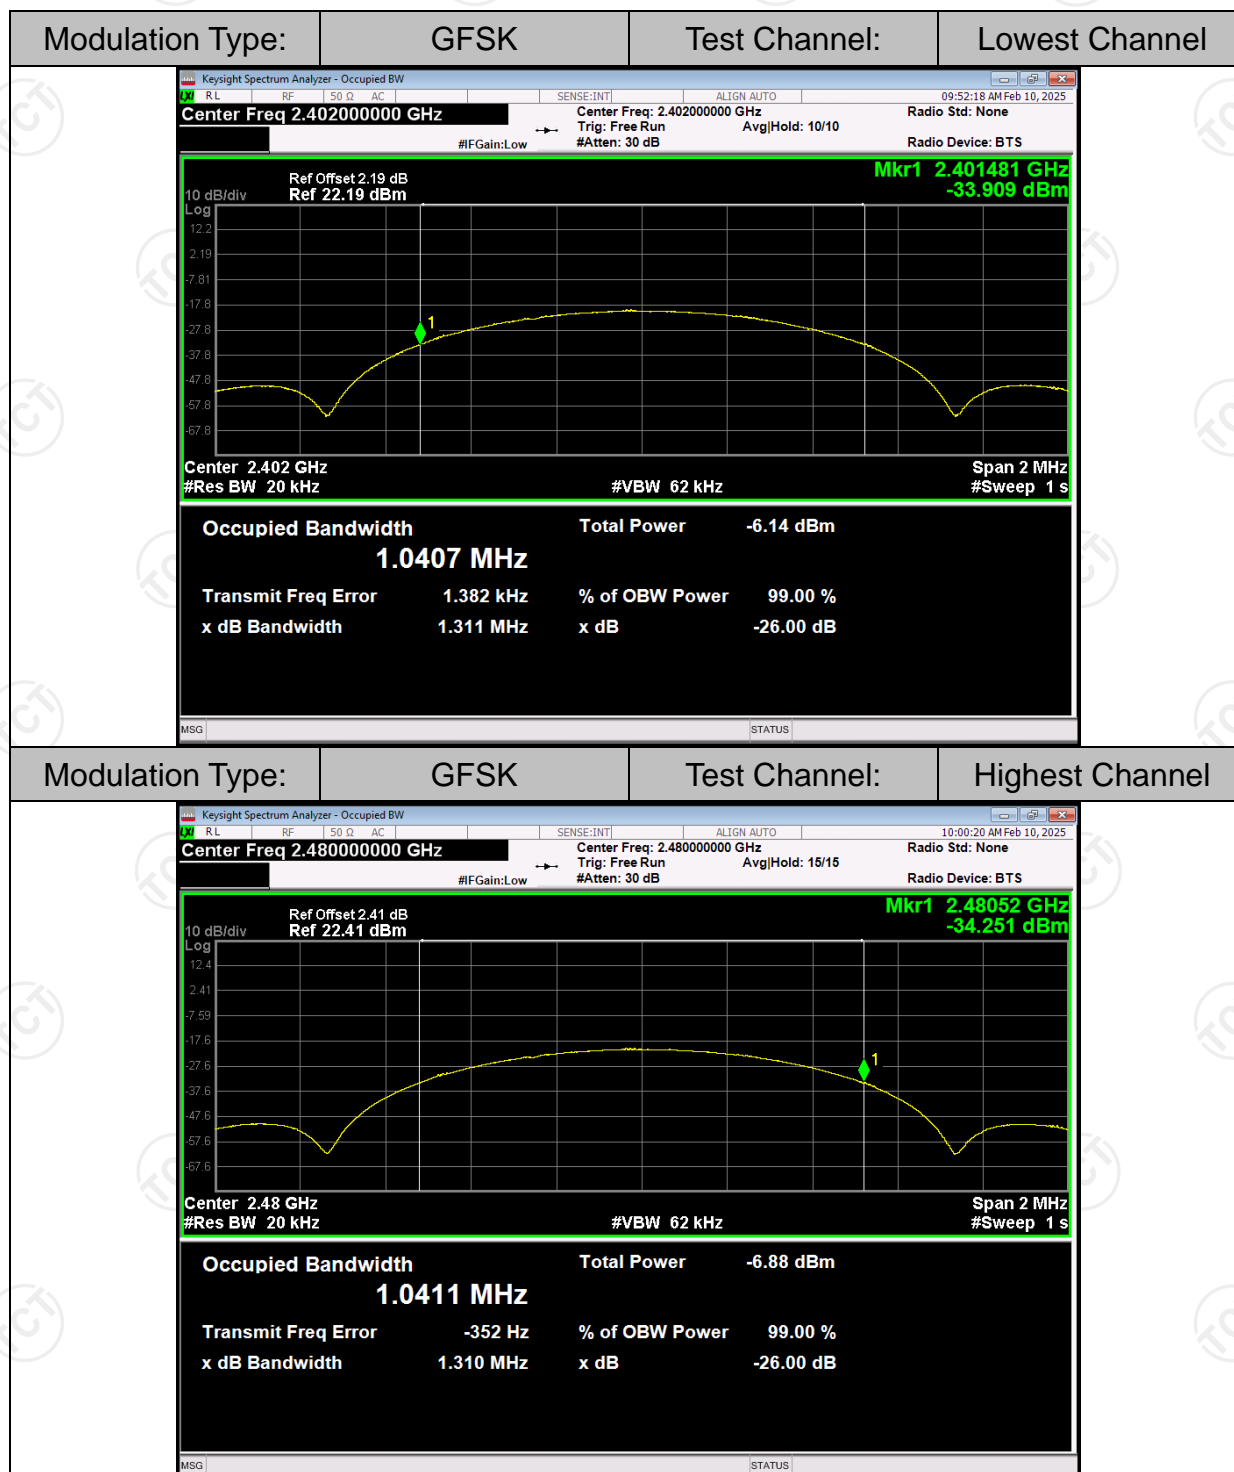 Modulation Type: GFSK Test Channel: Lowest Channel
Keysight Spectrum Analyzer - Occupied BW
LXI RL RF 50 Ω AC SENSE:INT ALIGN AUTO 09:52:18 AM Feb 10, 2025
Center Freq 2.402000000 GHz Center Freq: 2.402000000 GHz Radio Std: None
Trig: Free Run Avg|Hold: 10/10
#IFGain:Low #Atten: 30 dB Radio Device: BTS
Mkr1 2.401481 GHz
Ref Offset 2.19 dB
10 dB/div Ref 22.19 dBm -33.909 dBm
Log
12.2
2.19
-7.81
-17.8
1
-27.8
-37.8
-47.8
-57.8
-67.8
Center 2.402 GHz Span 2 MHz
#Res BW 20 kHz #VBW 62 kHz #Sweep 1 s
Occupied Bandwidth Total Power -6.14 dBm
1.0407 MHz
Transmit Freq Error 1.382 kHz % of OBW Power 99.00 %
x dB Bandwidth 1.311 MHz x dB -26.00 dB
MSG STATUS
Modulation Type: GFSK Test Channel: Highest Channel
Keysight Spectrum Analyzer - Occupied BW
LXI RL RF 50 Ω AC SENSE:INT ALIGN AUTO 10:00:20 AM Feb 10, 2025
Center Freq 2.480000000 GHz Center Freq: 2.480000000 GHz Radio Std: None
Trig: Free Run Avg|Hold: 15/15
#IFGain:Low #Atten: 30 dB Radio Device: BTS
Mkr1 2.48052 GHz
Ref Offset 2.41 dB
10 dB/div Ref 22.41 dBm -34.251 dBm
Log
12.4
2.41
-7.59
-17.6
1
-27.6
-37.6
-47.6
-57.6
-67.6
Center 2.48 GHz Span 2 MHz
#Res BW 20 kHz #VBW 62 kHz #Sweep 1 s
Occupied Bandwidth Total Power -6.88 dBm
1.0411 MHz
Transmit Freq Error -352 Hz % of OBW Power 99.00 %
x dB Bandwidth 1.310 MHz x dB -26.00 dB
MSG STATUS